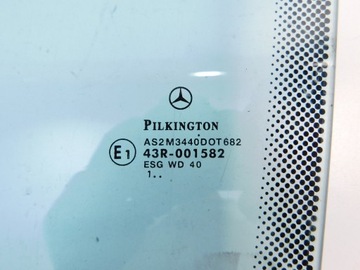 PILKINGTON
AS2M3440DOT682
E1 43R-001582
ESG WD 40
1..